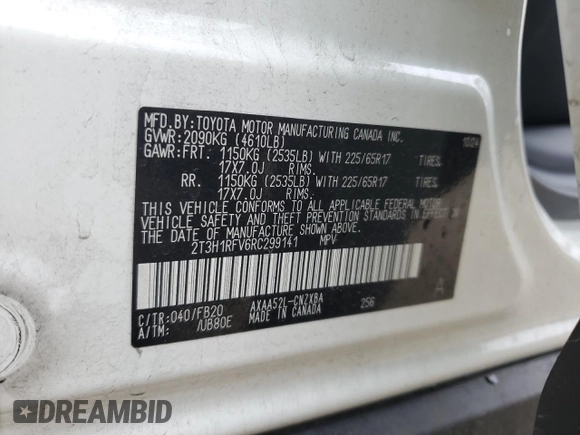 MFD.BY:TOYOTA MOTOR MANUFACTURING CANADA INC. 10/24
GVWR:2090KG (4610LB)
GAWR:FRT. 1150KG (2535LB) WITH 225/65R17 TIRES,
17X7.0J RIMS.
RR. 1150KG (2535LB) WITH 225/65R17 TIRES,
17X7.0J RIMS.
THIS VEHICLE CONFORMS TO ALL APPLICABLE FEDERAL MOTOR
VEHICLE SAFETY AND THEFT PREVENTION STANDARDS IN EFFECT ON
THE DATE OF MANUFACTURE SHOWN ABOVE.
2T3H1RFV6RC299141 MPV
C/TR:040/FB20 AXAA52L-CNZXBA 256 A
A/TM: /UB80E MADE IN CANADA
DREAMBID